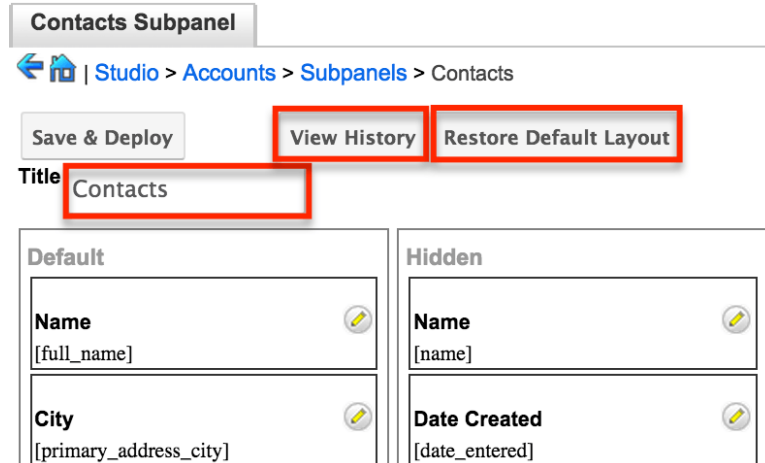 Contacts Subpanel
| Studio > Accounts > Subpanels > Contacts
Save & Deploy View History Restore Default Layout
Title Contacts
Default
Name
[full_name]
City
[primary_address_city]
Hidden
Name
[name]
Date Created
[date_entered]